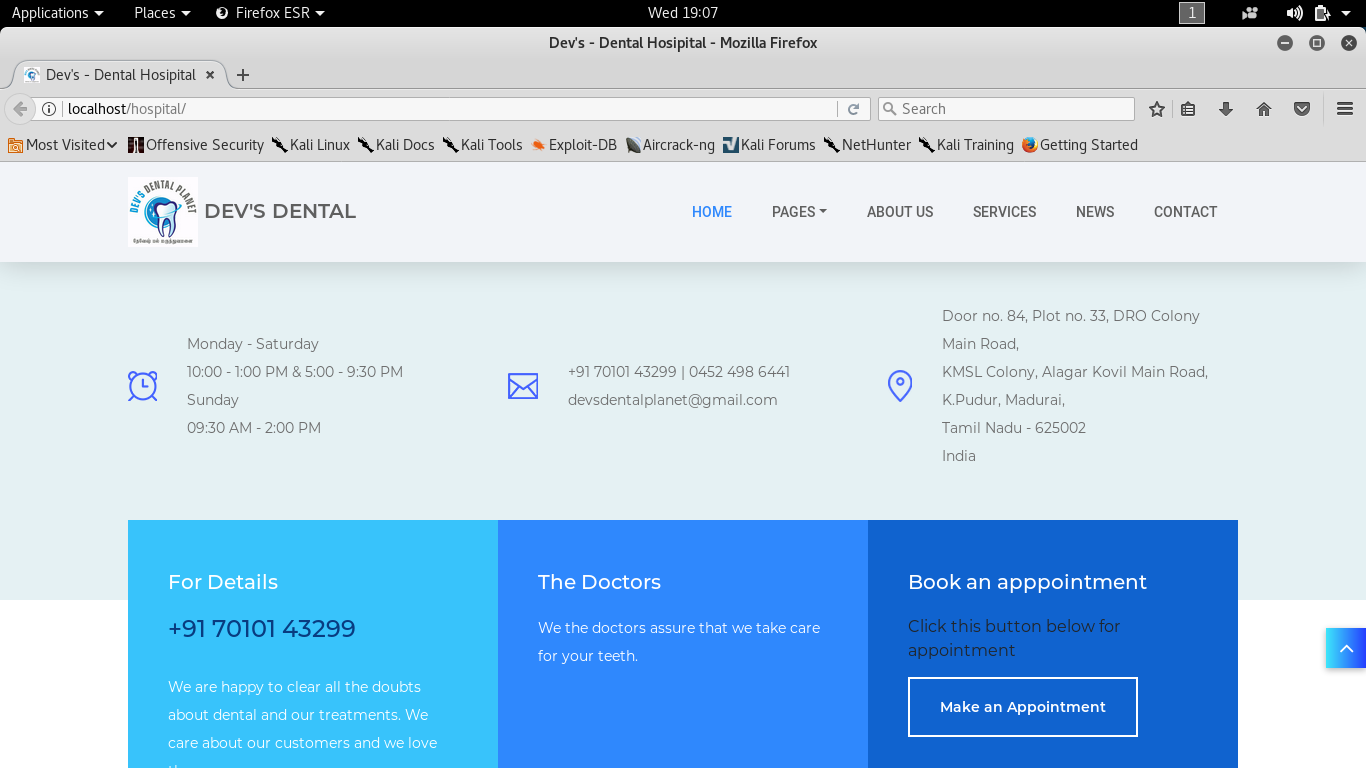 Applications Places Firefox ESR Wed 19:07 1
Dev's - Dental Hosipital - Mozilla Firefox
Dev's - Dental Hosipital
localhost/hospital/ Search
Most Visited Offensive Security Kali Linux Kali Docs Kali Tools Exploit-DB Aircrack-ng Kali Forums NetHunter Kali Training Getting Started
DEV'S DENTAL PLANET
DEV'S DENTAL
HOME PAGES ABOUT US SERVICES NEWS CONTACT
Monday - Saturday
10:00 - 1:00 PM & 5:00 - 9:30 PM
Sunday
09:30 AM - 2:00 PM
+91 70101 43299 | 0452 498 6441
devsdentalplanet@gmail.com
Door no. 84, Plot no. 33, DRO Colony
Main Road,
KMSL Colony, Alagar Kovil Main Road,
K.Pudur, Madurai,
Tamil Nadu - 625002
India
For Details
+91 70101 43299
We are happy to clear all the doubts
about dental and our treatments. We
care about our customers and we love
The Doctors
We the doctors assure that we take care
for your teeth.
Book an apppointment
Click this button below for
appointment
Make an Appointment